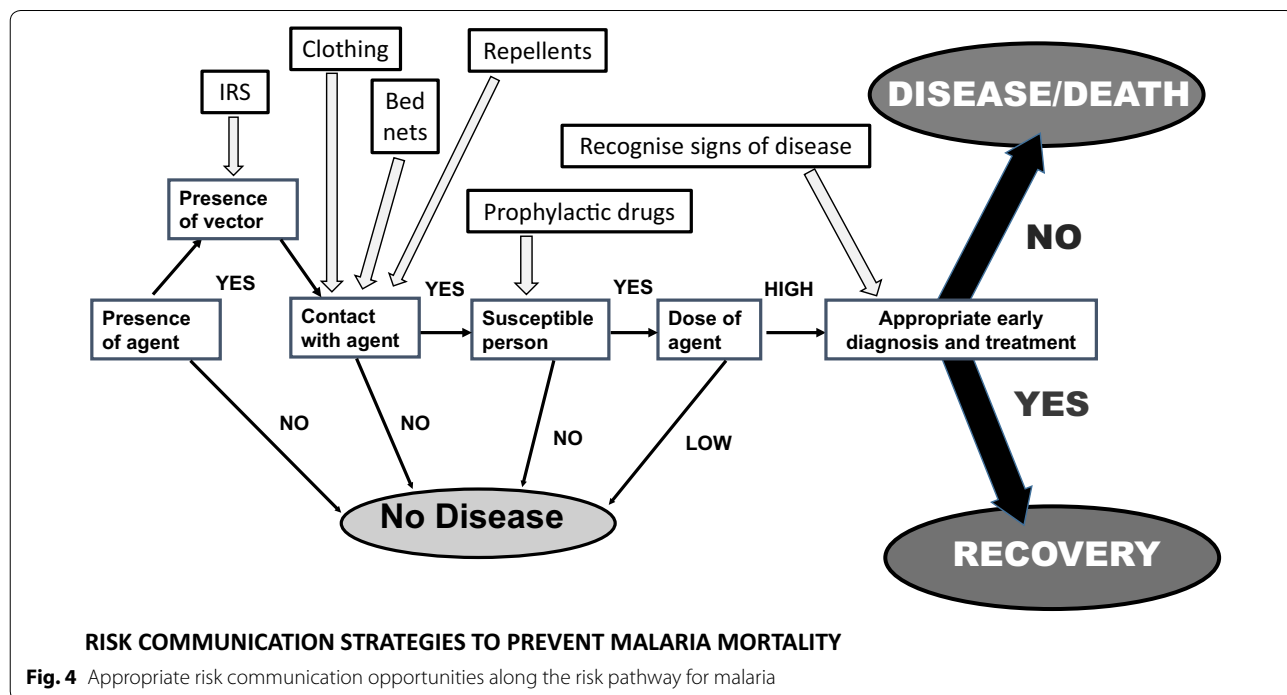 Clothing
Repellents
IRS
Bed
nets
DISEASE/DEATH
Recognise signs of disease
Presence
of vector
Prophylactic drugs
NO
YES
YES
YES
HIGH
Presence
of agent
Contact
with agent
Susceptible
person
Dose of
agent
Appropriate early
diagnosis and treatment
YES
NO
NO
NO
LOW
No Disease
RECOVERY
RISK COMMUNICATION STRATEGIES TO PREVENT MALARIA MORTALITY
Fig. 4 Appropriate risk communication opportunities along the risk pathway for malaria